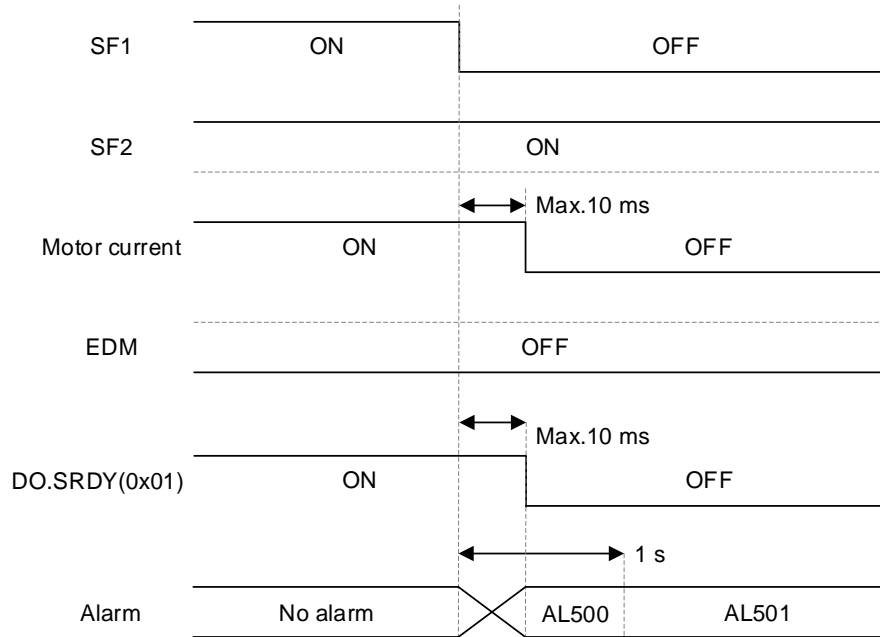 SF1 ON OFF
SF2 ON
Max.10 ms
Motor current ON OFF
EDM OFF
Max.10 ms
DO.SRDY(0x01) ON OFF
1 s
Alarm No alarm AL500 AL501